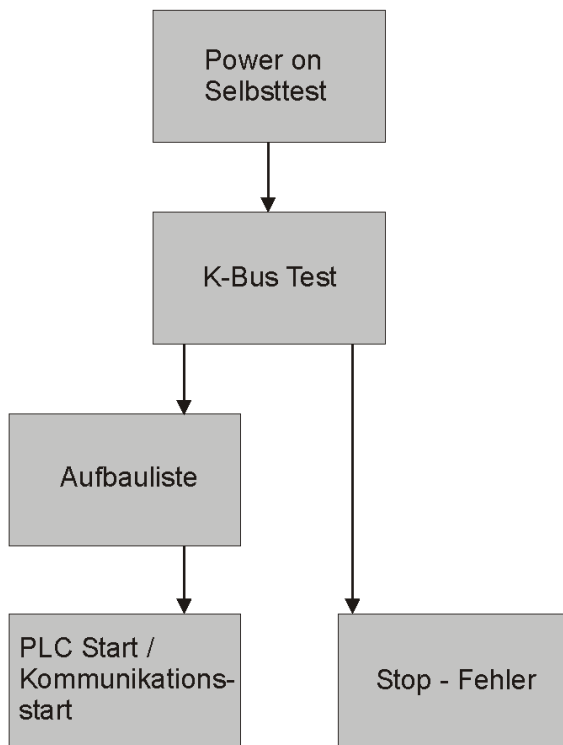 Power on
Selbsttest
K-Bus Test
Aufbauliste
PLC Start /
Kommunikations-
start
Stop - Fehler